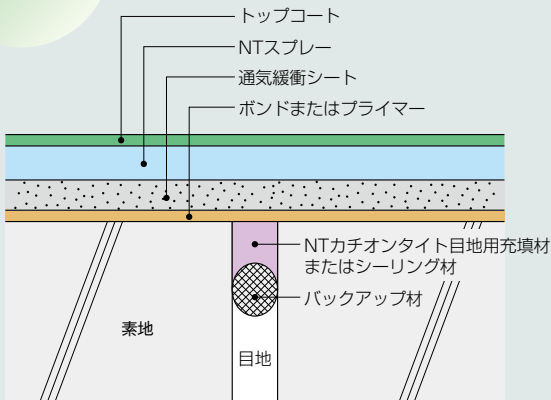 トップコート
NTスプレー
通気緩衝シート
ボンドまたはプライマー
NTカチオンタイト目地用充填材
またはシーリング材
バックアップ材
素地
目地